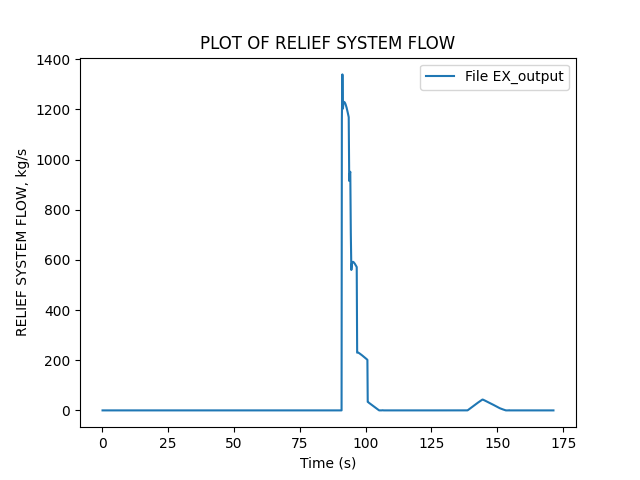 PLOT OF RELIEF SYSTEM FLOW
File EX_output
RELIEF SYSTEM FLOW, kg/s
1400
1200
1000
800
600
400
200
0
0 25 50 75 100 125 150 175
Time (s)